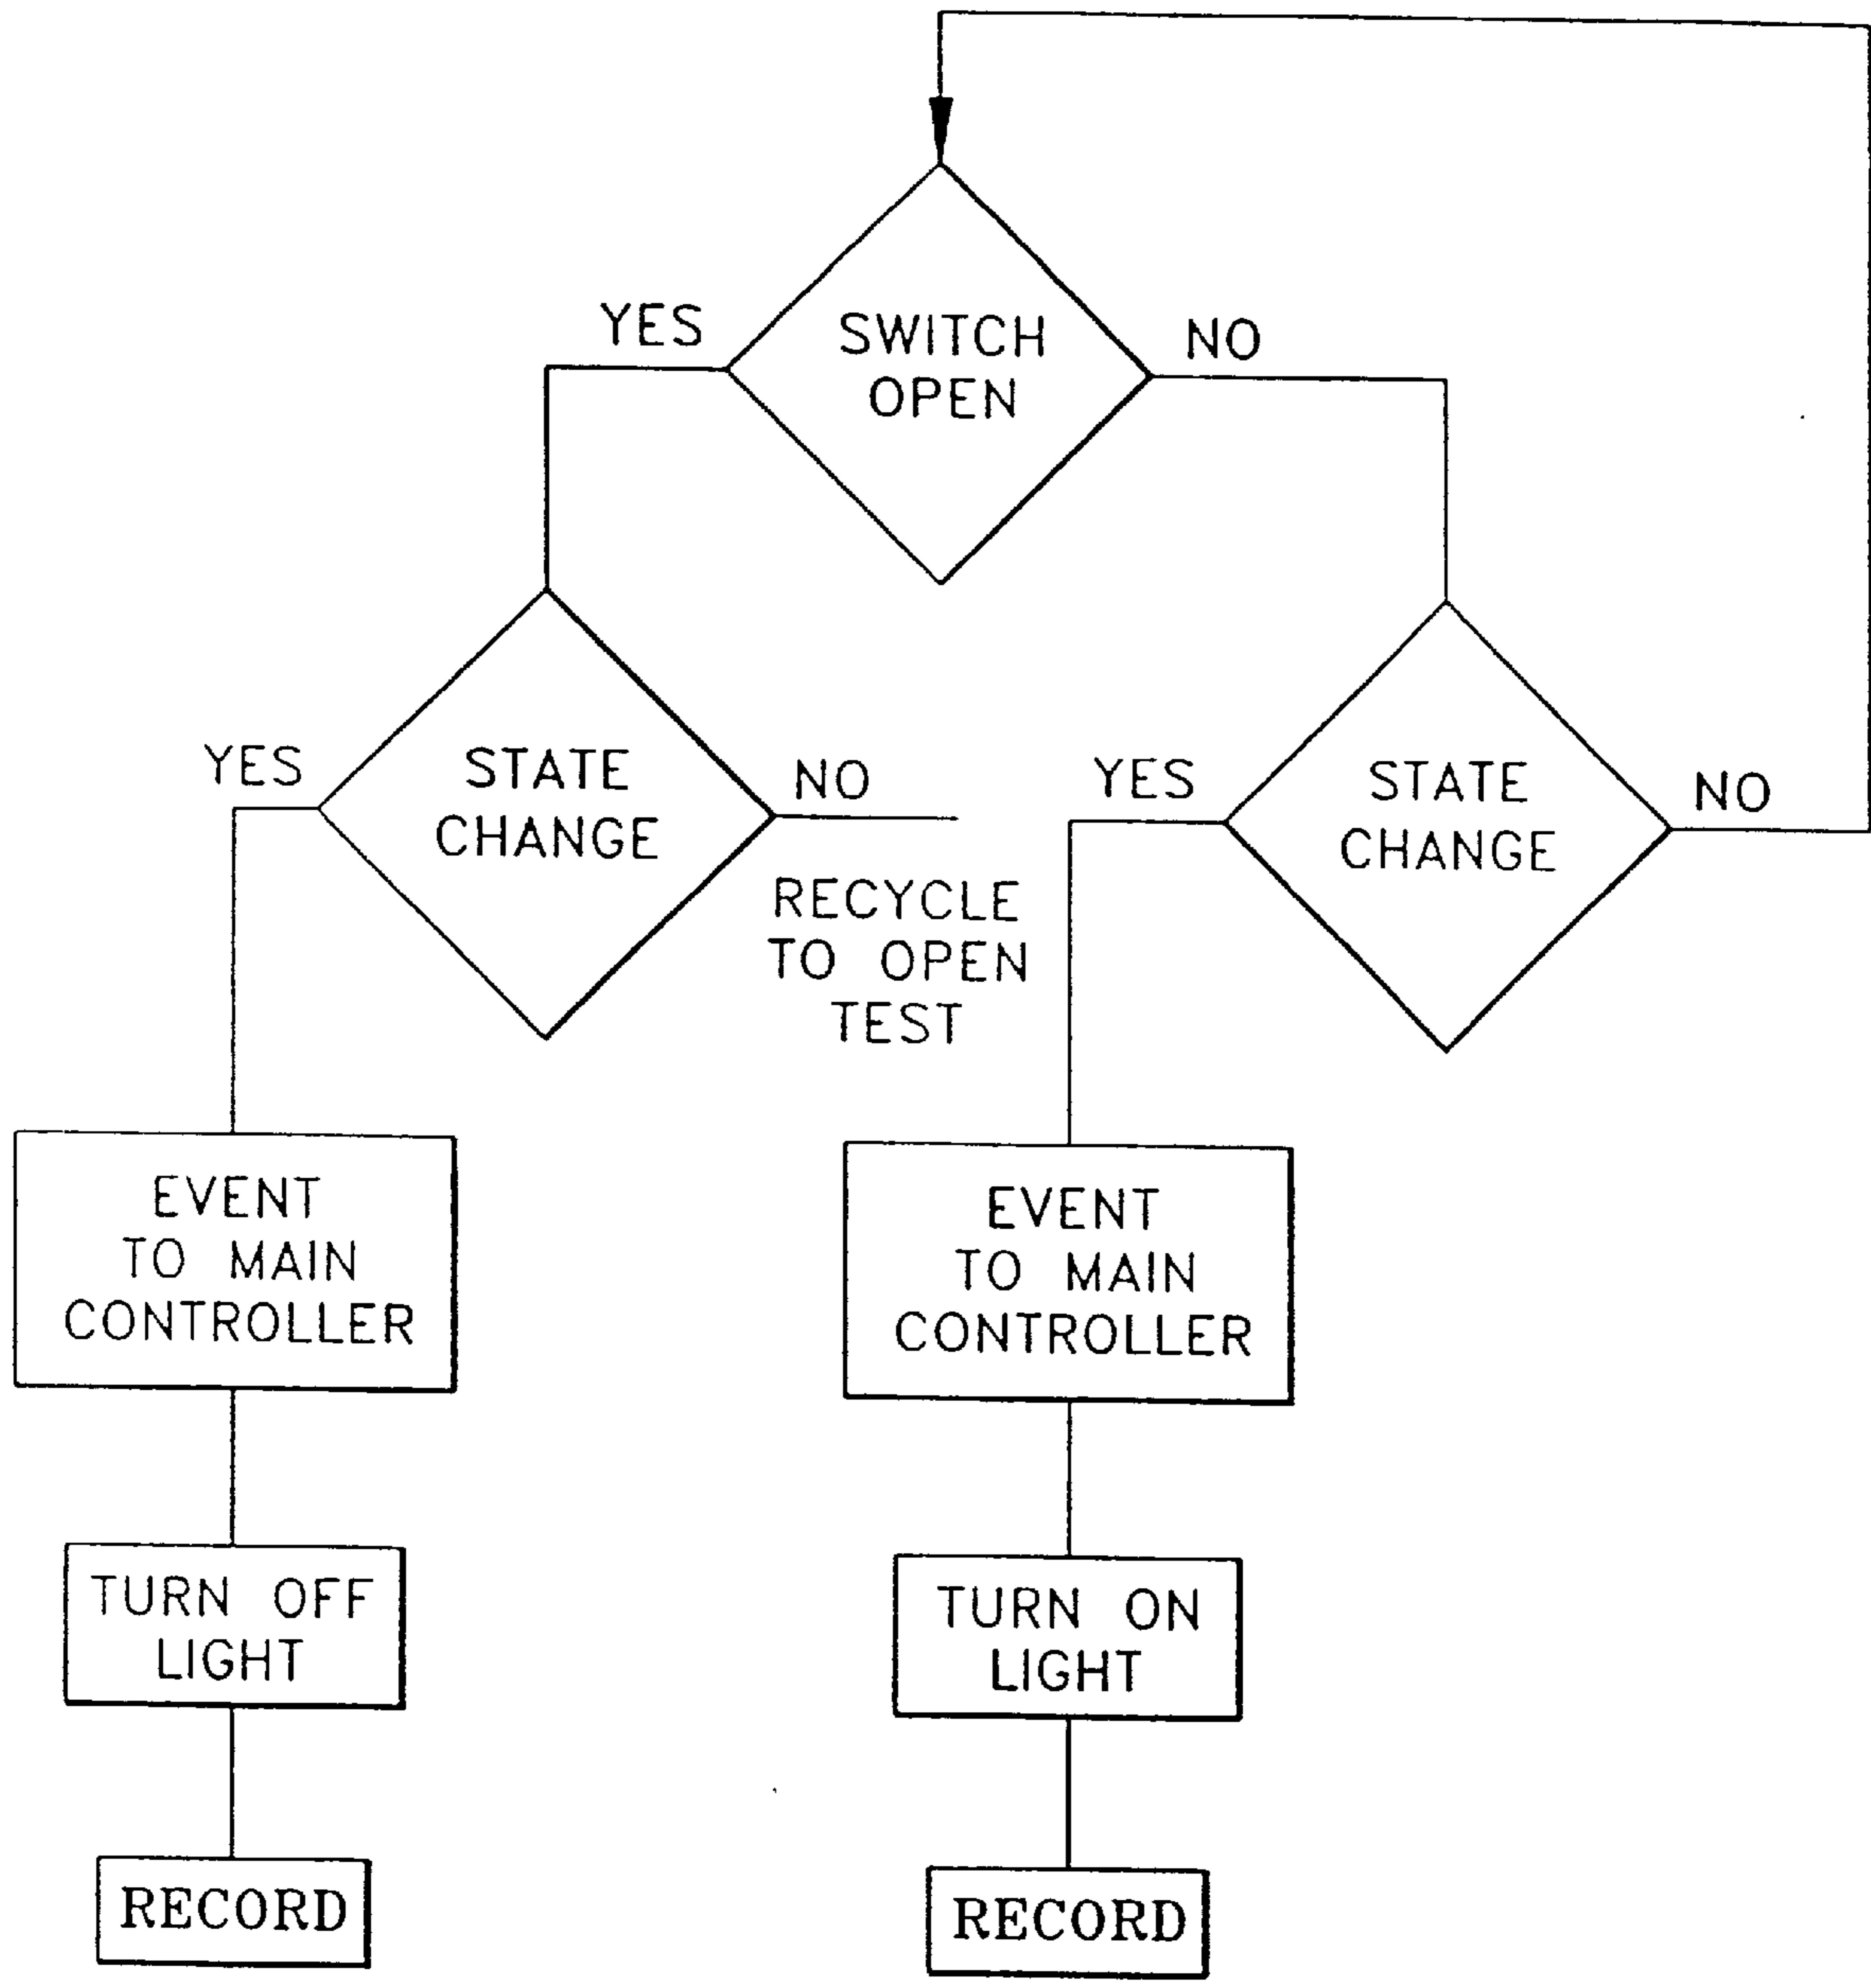 YES
SWITCH
OPEN
NO
YES
STATE
CHANGE
NO
RECYCLE
TO OPEN
TEST
YES
STATE
CHANGE
NO
EVENT
TO MAIN
CONTROLLER
EVENT
TO MAIN
CONTROLLER
TURN OFF
LIGHT
TURN ON
LIGHT
RECORD
RECORD